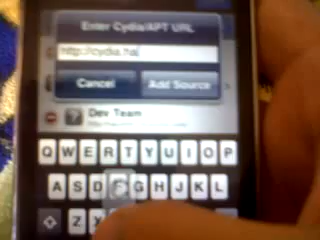 Enter Cydia/APT URL
http://cydia.ha
Cancel Add Source
Dev Team
Q W E R T Y U I O P
A S D F G H J K L
Z X